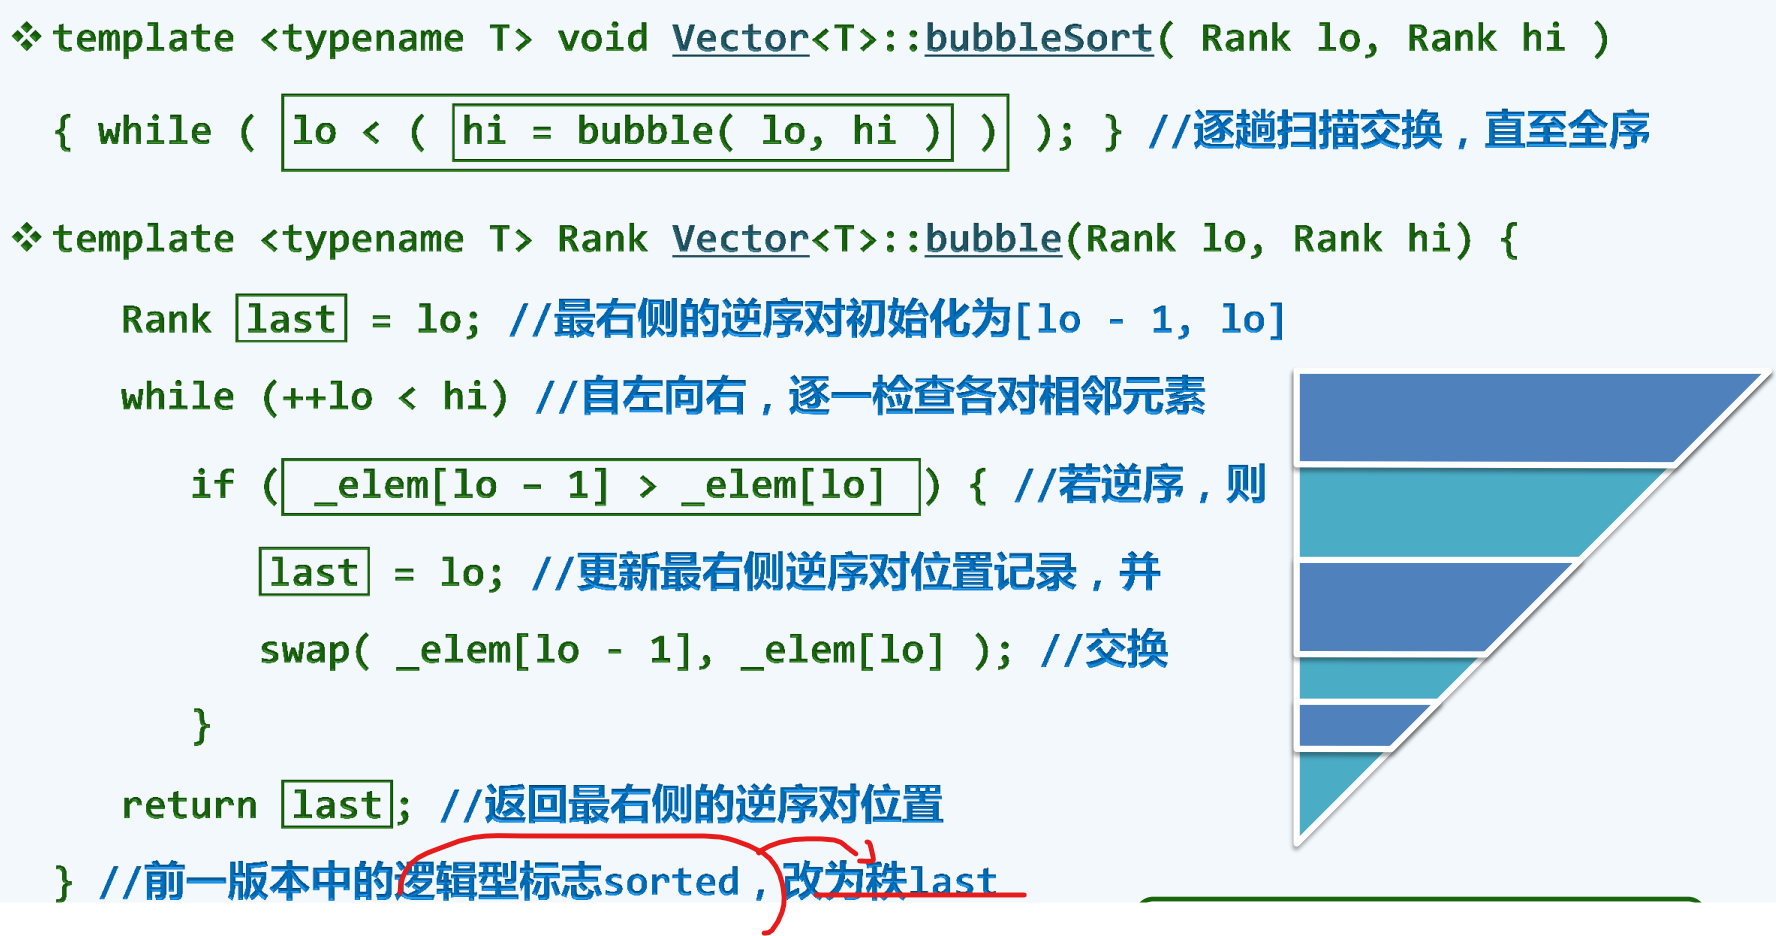 ❖ template <typename T> void Vector<T>::bubbleSort( Rank lo, Rank hi )
{ while ( lo < ( hi = bubble( lo, hi ) ) ); } //逐趟扫描交换，直至全序
❖ template <typename T> Rank Vector<T>::bubble(Rank lo, Rank hi) {
Rank last = lo; //最右侧的逆序对初始化为[lo - 1, lo]
while (++lo < hi) //自左向右，逐一检查各对相邻元素
if ( _elem[lo – 1] > _elem[lo] ) { //若逆序，则
last = lo; //更新最右侧逆序对位置记录，并
swap( _elem[lo - 1], _elem[lo] ); //交换
}
return last; //返回最右侧的逆序对位置
} //前一版本中的逻辑型标志sorted，改为秩last